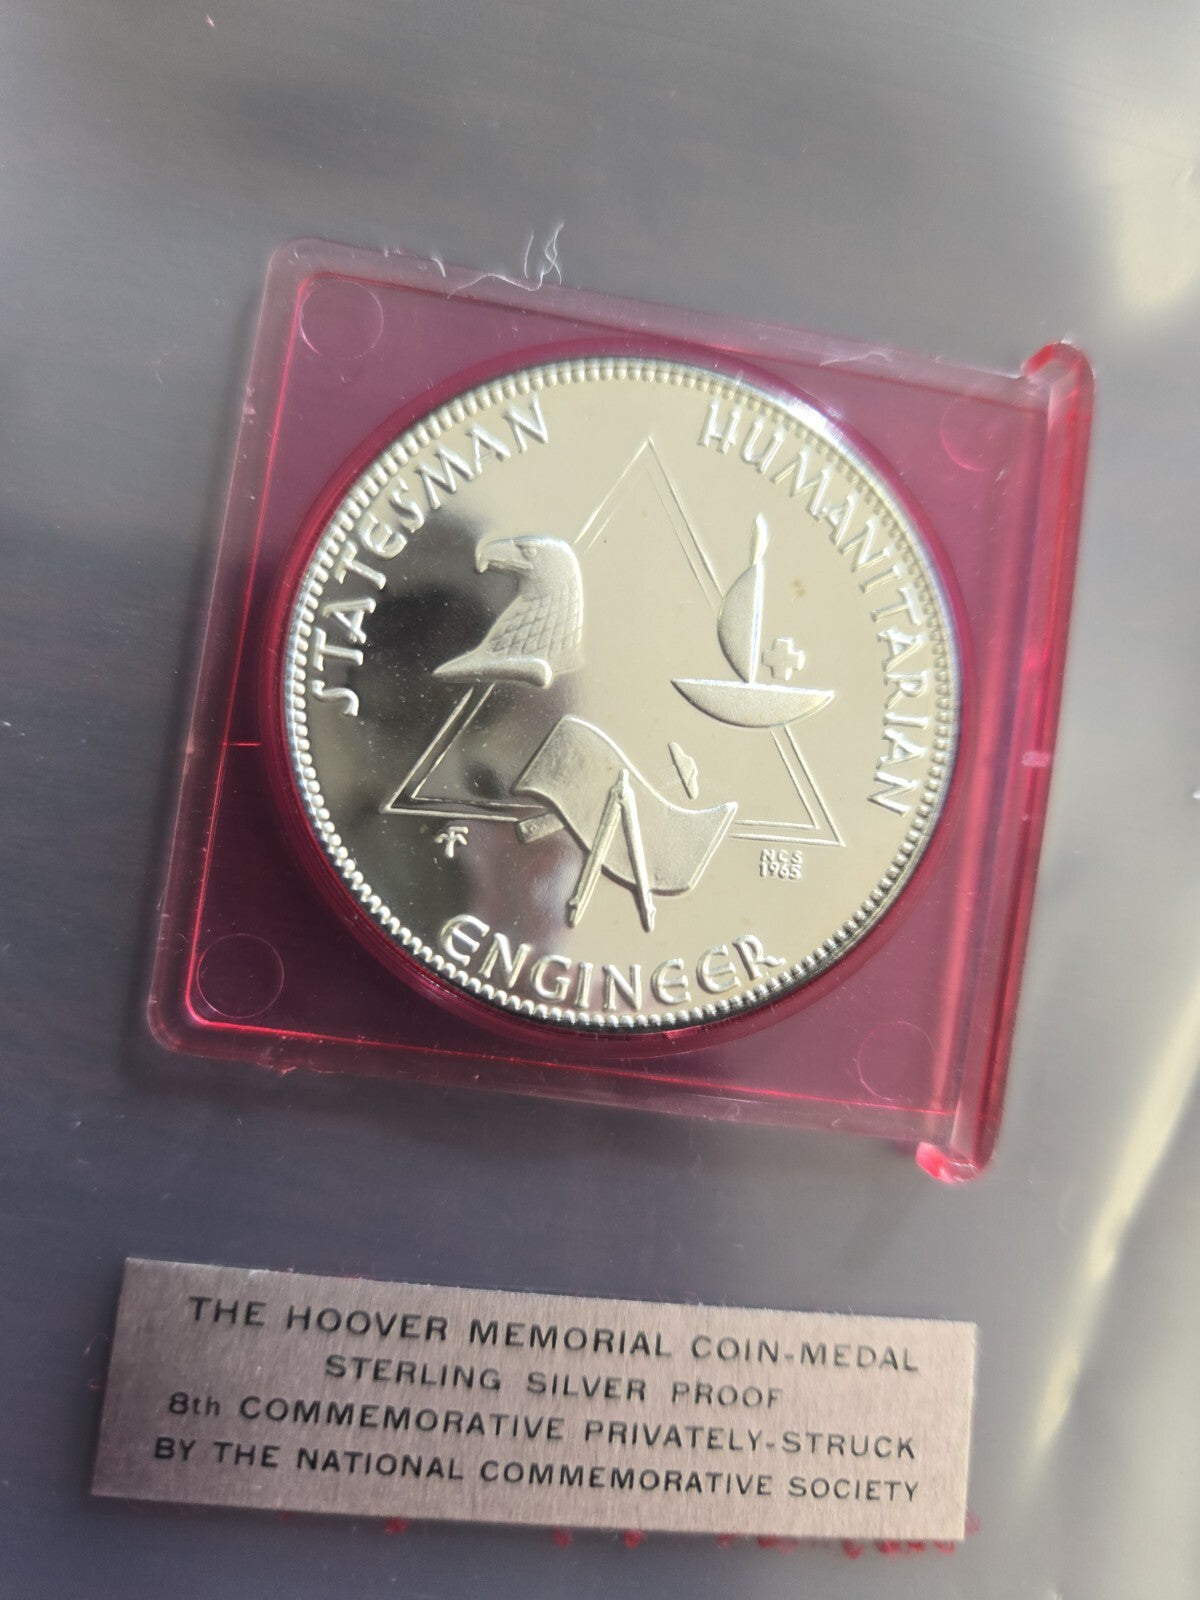 STATESMAN
HUMANITARIAN
NCS
1965
ENGINEER
THE HOOVER MEMORIAL COIN-MEDAL
STERLING SILVER PROOF
8th COMMEMORATIVE PRIVATELY-STRUCK
BY THE NATIONAL COMMEMORATIVE SOCIETY